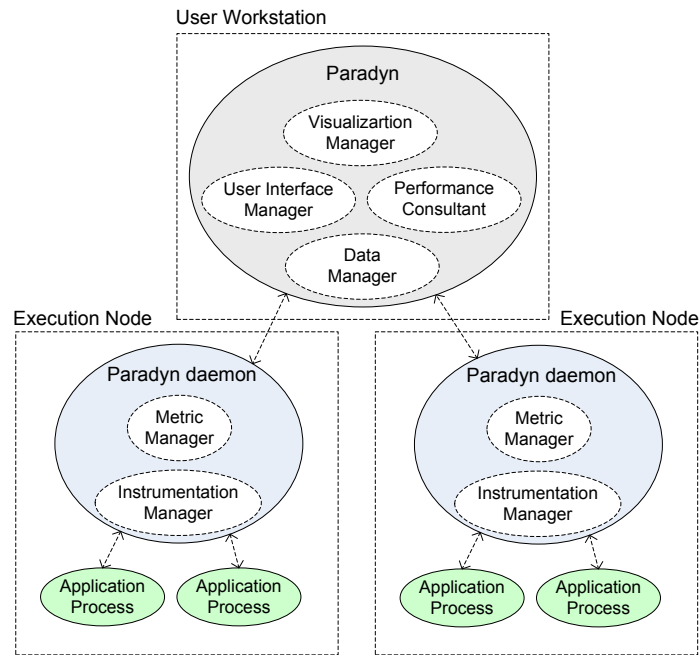 User Workstation
Paradyn
Visualizartion
Manager
User Interface
Manager
Performance
Consultant
Data
Manager
Execution Node
Paradyn daemon
Metric
Manager
Instrumentation
Manager
Application
Process
Application
Process
Execution Node
Paradyn daemon
Metric
Manager
Instrumentation
Manager
Application
Process
Application
Process